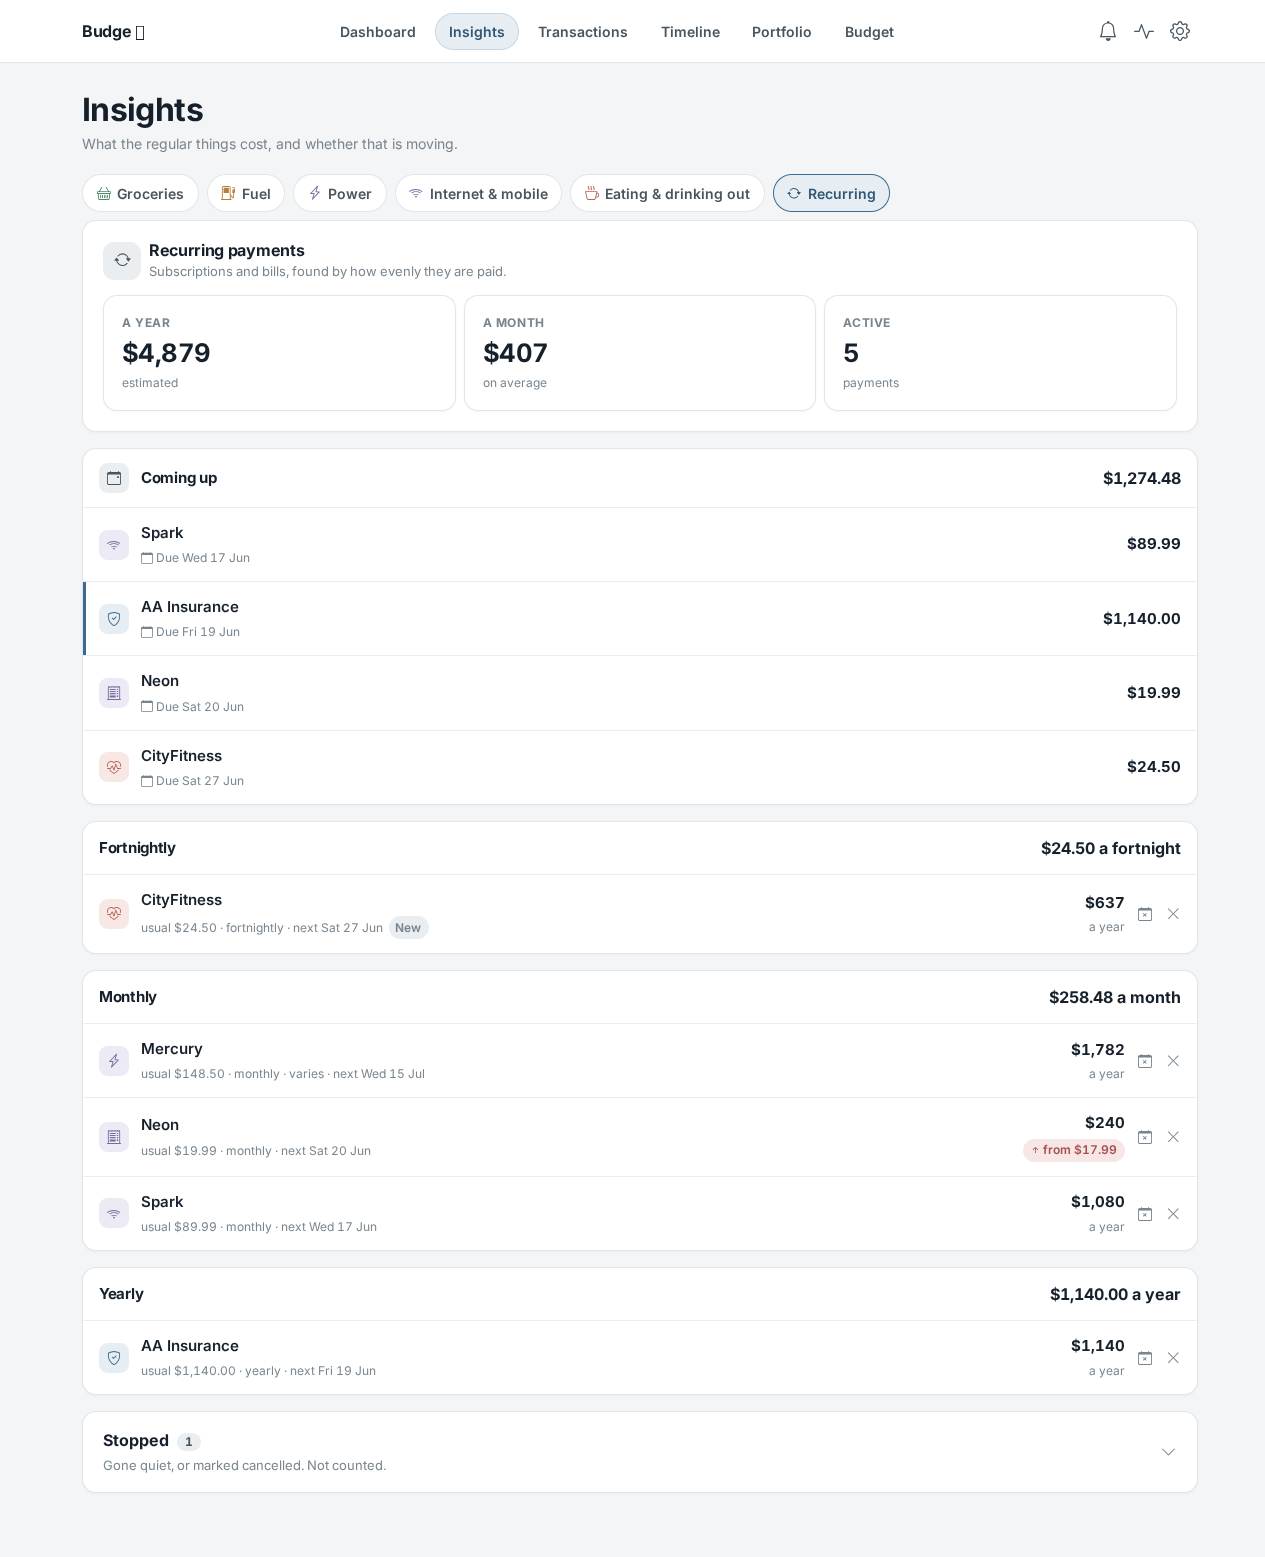 Budge
Dashboard Insights Transactions Timeline Portfolio Budget
Insights
What the regular things cost, and whether that is moving.
Groceries Fuel Power Internet & mobile Eating & drinking out Recurring
Recurring payments
Subscriptions and bills, found by how evenly they are paid.
A YEAR
$4,879
estimated
A MONTH
$407
on average
ACTIVE
5
payments
Coming up $1,274.48
Spark
Due Wed 17 Jun
$89.99
AA Insurance
Due Fri 19 Jun
$1,140.00
Neon
Due Sat 20 Jun
$19.99
CityFitness
Due Sat 27 Jun
$24.50
Fortnightly $24.50 a fortnight
CityFitness
usual $24.50 · fortnightly · next Sat 27 Jun New
$637
a year
Monthly $258.48 a month
Mercury
usual $148.50 · monthly · varies · next Wed 15 Jul
$1,782
a year
Neon
usual $19.99 · monthly · next Sat 20 Jun
$240
↑ from $17.99
Spark
usual $89.99 · monthly · next Wed 17 Jun
$1,080
a year
Yearly $1,140.00 a year
AA Insurance
usual $1,140.00 · yearly · next Fri 19 Jun
$1,140
a year
Stopped 1
Gone quiet, or marked cancelled. Not counted.